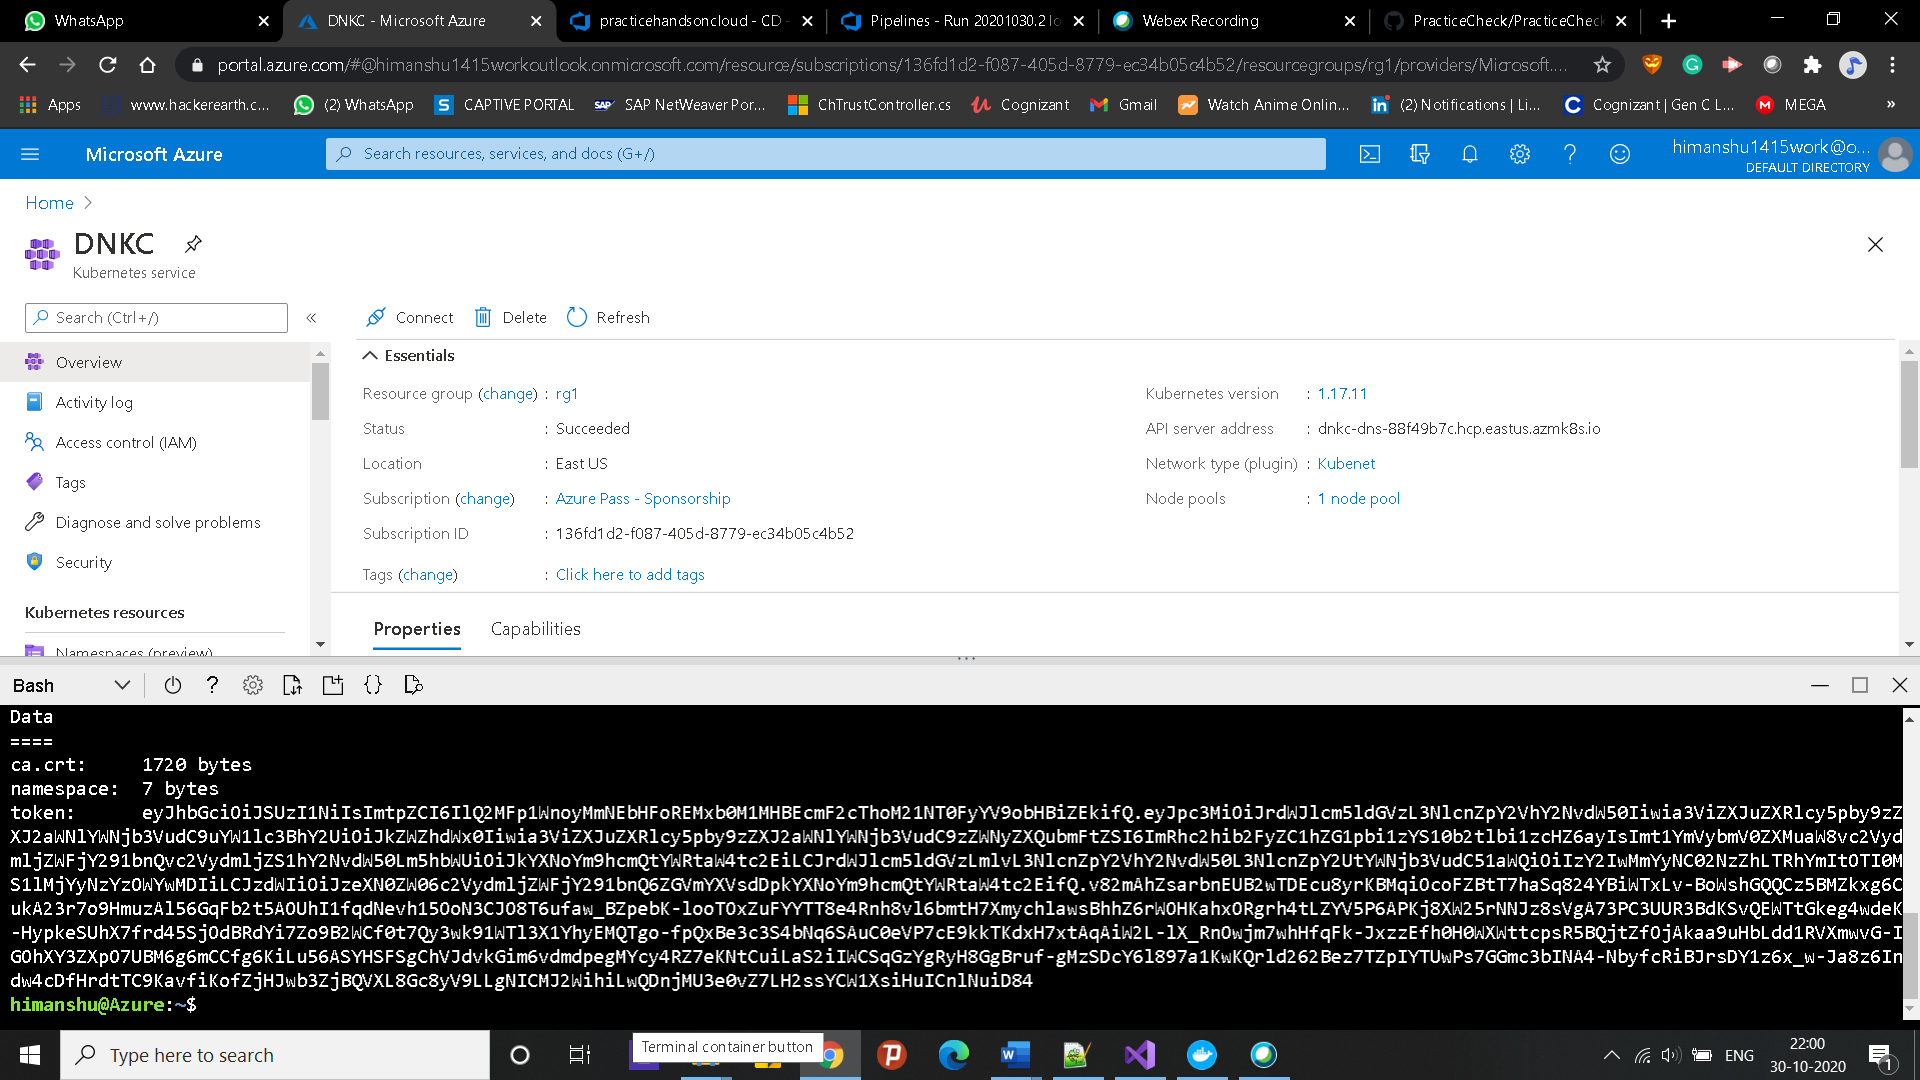 WhatsApp
DNKC - Microsoft Azure
practicehandsoncloud - CD -
Pipelines - Run 20201030.2 lo
Webex Recording
PracticeCheck/PracticeCheck
portal.azure.com/#@himanshu1415workoutlook.onmicrosoft.com/resource/subscriptions/136fd1d2-f087-405d-8779-ec34b05c4b52/resourcegroups/rg1/providers/Microsoft....
Apps
www.hackerearth.c...
(2) WhatsApp
CAPTIVE PORTAL
SAP NetWeaver Por...
ChTrustController.cs
Cognizant
Gmail
Watch Anime Onlin...
(2) Notifications | Li...
Cognizant | Gen C L...
MEGA
»
Microsoft Azure
Search resources, services, and docs (G+/)
himanshu1415work@o...
DEFAULT DIRECTORY
Home
DNKC
Kubernetes service
Search (Ctrl+/)
«
Connect
Delete
Refresh
Overview
Activity log
Access control (IAM)
Tags
Diagnose and solve problems
Security
Kubernetes resources
Namespaces (preview)
Essentials
Resource group (change) : rg1
Status : Succeeded
Location : East US
Subscription (change) : Azure Pass - Sponsorship
Subscription ID : 136fd1d2-f087-405d-8779-ec34b05c4b52
Tags (change) : Click here to add tags
Kubernetes version : 1.17.11
API server address : dnkc-dns-88f49b7c.hcp.eastus.azmk8s.io
Network type (plugin) : Kubenet
Node pools : 1 node pool
Properties
Capabilities
Bash
Data
====
ca.crt: 1720 bytes
namespace: 7 bytes
token:
himanshu@Azure:~$
Type here to search
Terminal container button
ENG
22:00
30-10-2020
1